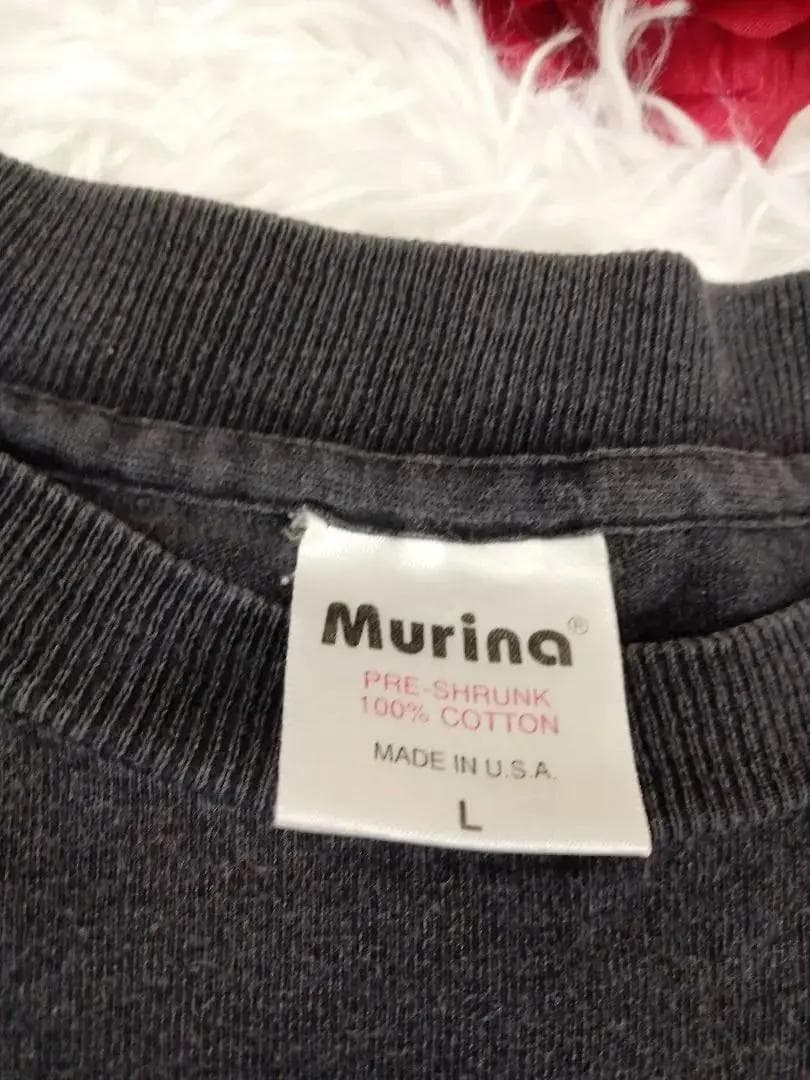 Murina®
PRE-SHRUNK
100% COTTON
MADE IN U.S.A.
L